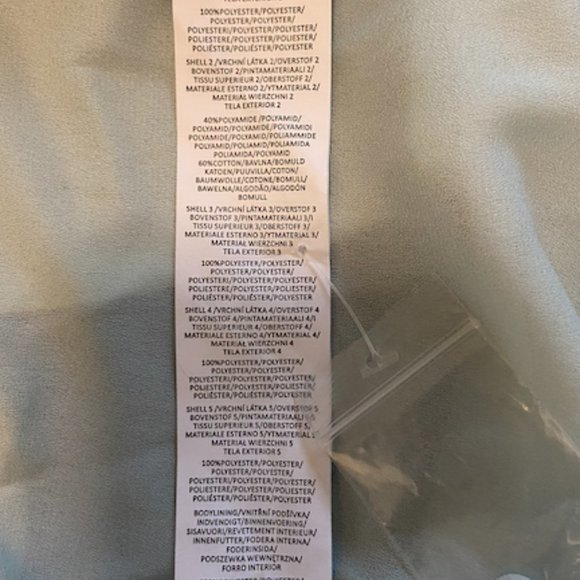 100%POLYESTER/POLYESTER/
POLYESTER/POLYESTER/
POLYESTERI/POLYESTER/POLYESTER/
POLIESTERE/POLYESTER/POLIESTER/
POLIÉSTER/POLIÉSTER/POLYESTER
SHELL 2 /VRCHNÍ LÁTKA 2/OVERSTOF 2
BOVENSTOF 2/PINTAMATERIAALI 2/
TISSU SUPERIEUR 2/OBERSTOFF 2/
MATERIALE ESTERNO 2/YTMATERIAL 2/
MATERIAŁ WIERZCHNI 2
TELA EXTERIOR 2
40%POLYAMIDE/POLYAMID/
POLYAMID/POLYAMIDE/POLYAMIDI
POLYAMIDE/POLYAMID/POLIAMMIDE
POLYAMID/POLIAMID/POLIAMIDA
POLIAMIDA/POLYAMID
60%COTTON/BAVLNA/BOMULD
KATOEN/PUUVILLA/COTON/
BAUMWOLLE/COTONE/BOMULL/
BAWEŁNA/ALGODÃO/ALGODÓN
BOMULL
SHELL 3 /VRCHNÍ LÁTKA 3/OVERSTOF 3
BOVENSTOF 3/PINTAMATERIAALI 3/I
TISSU SUPERIEUR 3/OBERSTOFF 3/
MATERIALE ESTERNO 3/YTMATERIAL 3/
MATERIAŁ WIERZCHNI 3
TELA EXTERIOR 3
100%POLYESTER/POLYESTER/
POLYESTER/POLYESTER/
POLYESTERI/POLYESTER/POLYESTER/
POLIESTERE/POLYESTER/POLIESTER/
POLIÉSTER/POLIÉSTER/POLYESTER
SHELL 4 /VRCHNÍ LÁTKA 4/OVERSTOF 4
BOVENSTOF 4/PINTAMATERIAALI 4/I
TISSU SUPERIEUR 4/OBERSTOFF 4/
MATERIALE ESTERNO 4/YTMATERIAL 4/
MATERIAŁ WIERZCHNI 4
TELA EXTERIOR 4
100%POLYESTER/POLYESTER/
POLYESTER/POLYESTER/
POLYESTERI/POLYESTER/POLYESTER/
POLIESTERE/POLYESTER/POLIESTER/
POLIÉSTER/POLIÉSTER/POLYESTER
SHELL 5 /VRCHNÍ LÁTKA 5/OVERSTOF 5
BOVENSTOF 5/PINTAMATERIAALI
TISSU SUPERIEUR 5/OBERSTOFF 5,
MATERIALE ESTERNO 5/YTMATERIAL
MATERIAŁ WIERZCHNI 5
TELA EXTERIOR 5
100%POLYESTER/POLYESTER/
POLYESTER/POLYESTER/
POLYESTERI/POLYESTER/POLYESTER/
POLIESTERE/POLYESTER/POLIESTER/
POLIÉSTER/POLIÉSTER/POLYESTER
BODYLINING/VNITŘNÍ PODŠÍVKA/
INDVENDIGT/BINNENVOERING/
SISAVUORI/REVETEMENT INTERIEUR/
INNENFUTTER/FODERA INTERNA/
FODERINSIDA/
PODSZEWKA WEWNĘTRZNA/
FORRO INTERIOR